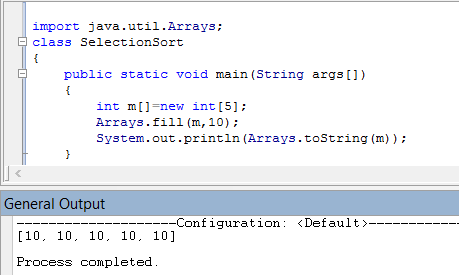 import java.util.Arrays;
class SelectionSort
{
    public static void main(String args[])
    {
        int m[]=new int[5];
        Arrays.fill(m,10);
        System.out.println(Arrays.toString(m));
    }
General Output
--------------------Configuration: <Default>--------------------
[10, 10, 10, 10, 10]
Process completed.